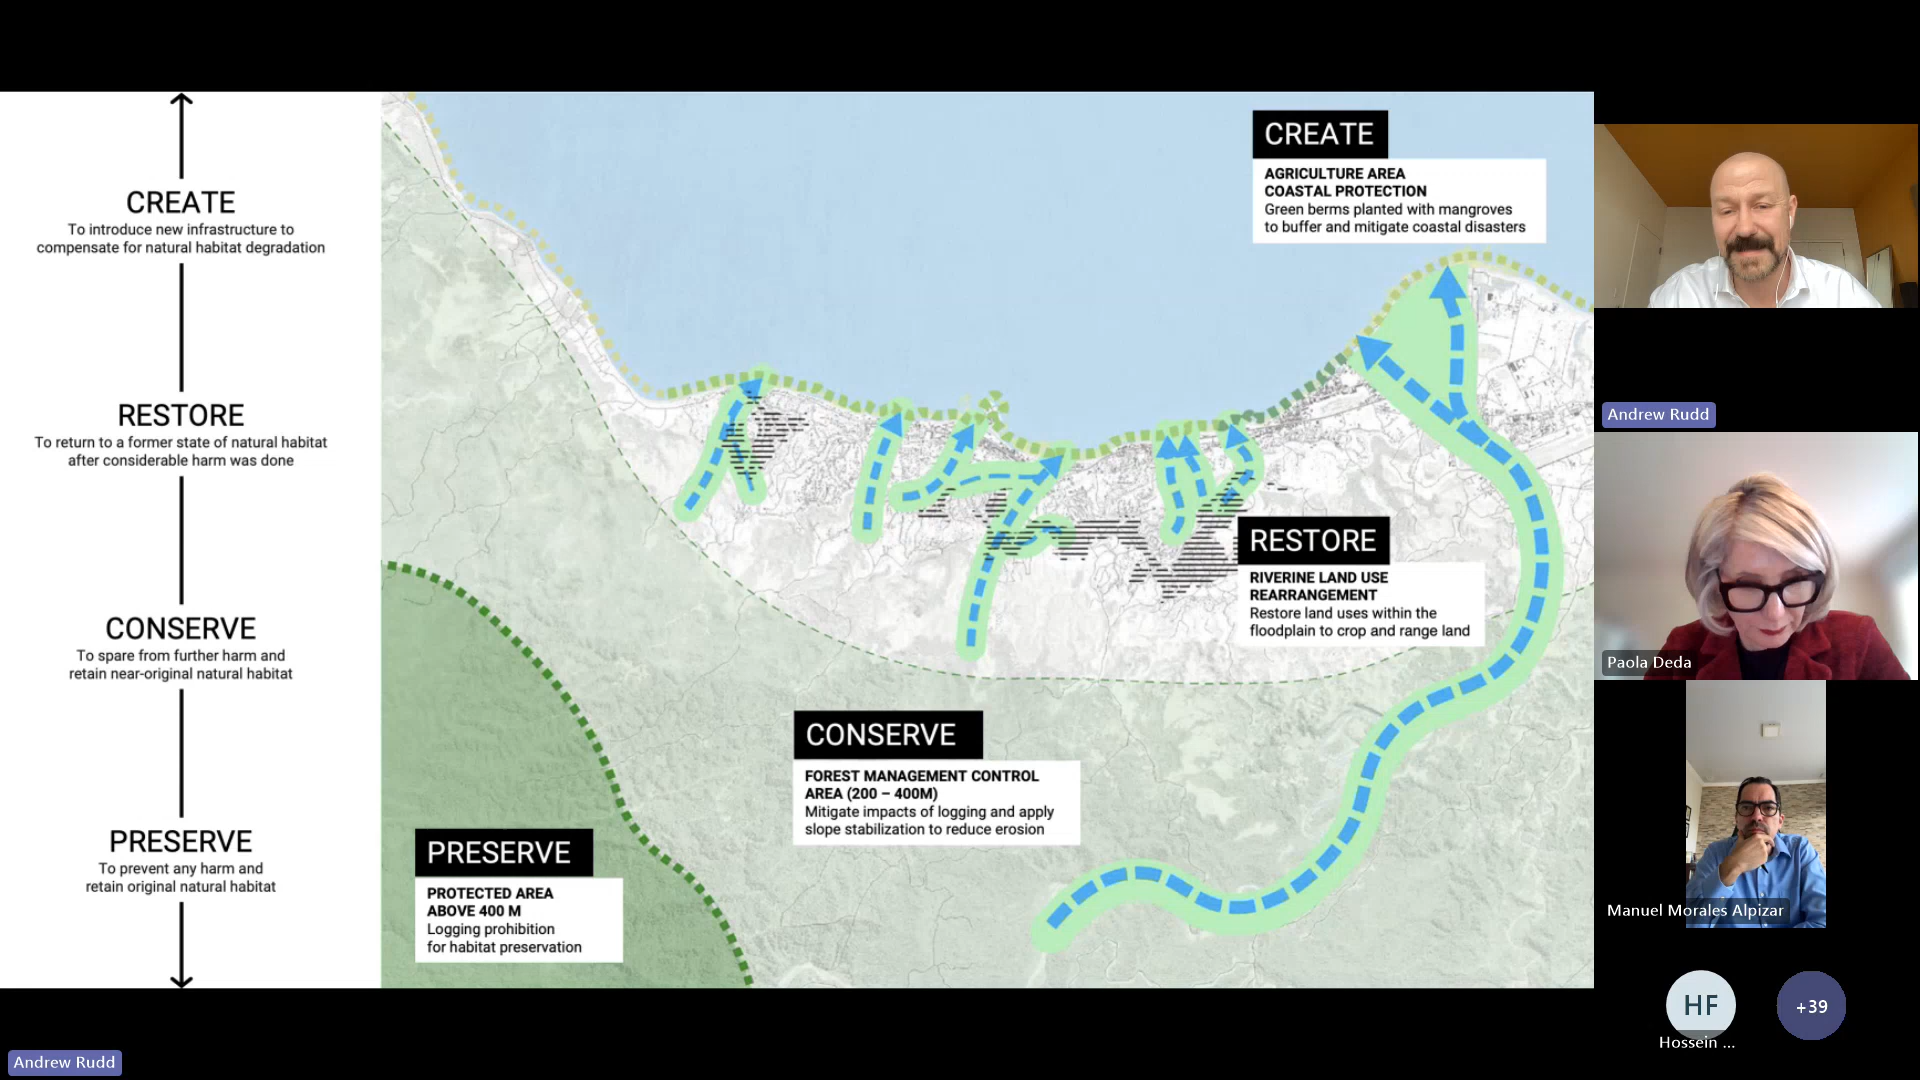 CREATE
To introduce new infrastructure to
compensate for natural habitat degradation
RESTORE
To return to a former state of natural habitat
after considerable harm was done
CONSERVE
To spare from further harm and
retain near-original natural habitat
PRESERVE
To prevent any harm and
retain original natural habitat
CREATE
AGRICULTURE AREA
COASTAL PROTECTION
Green berms planted with mangroves
to buffer and mitigate coastal disasters
RESTORE
RIVERINE LAND USE
REARRANGEMENT
Restore land uses within the
floodplain to crop and range land
CONSERVE
FOREST MANAGEMENT CONTROL
AREA (200 – 400M)
Mitigate impacts of logging and apply
slope stabilization to reduce erosion
PRESERVE
PROTECTED AREA
ABOVE 400 M
Logging prohibition
for habitat preservation
Andrew Rudd
Paola Deda
Manuel Morales Alpizar
HF
+39
Hossein ...
Andrew Rudd